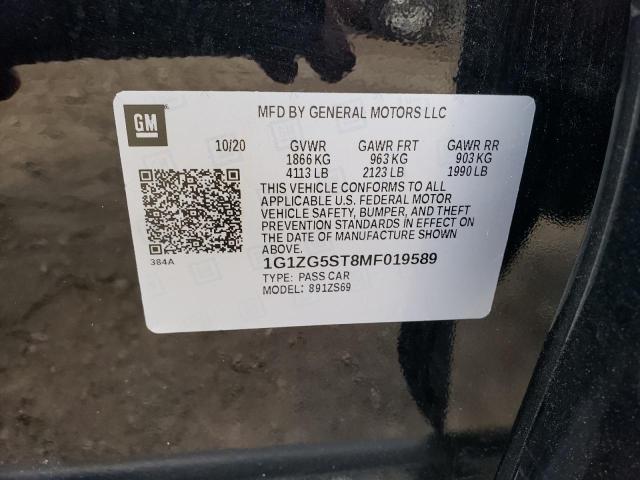 GM
MFD BY GENERAL MOTORS LLC
10/20 GVWR GAWR FRT GAWR RR
1866 KG 963 KG 903 KG
4113 LB 2123 LB 1990 LB
THIS VEHICLE CONFORMS TO ALL
APPLICABLE U.S. FEDERAL MOTOR
VEHICLE SAFETY, BUMPER, AND THEFT
PREVENTION STANDARDS IN EFFECT ON
THE DATE OF MANUFACTURE SHOWN
ABOVE.
384A
1G1ZG5ST8MF019589
TYPE: PASS CAR
MODEL: 891ZS69